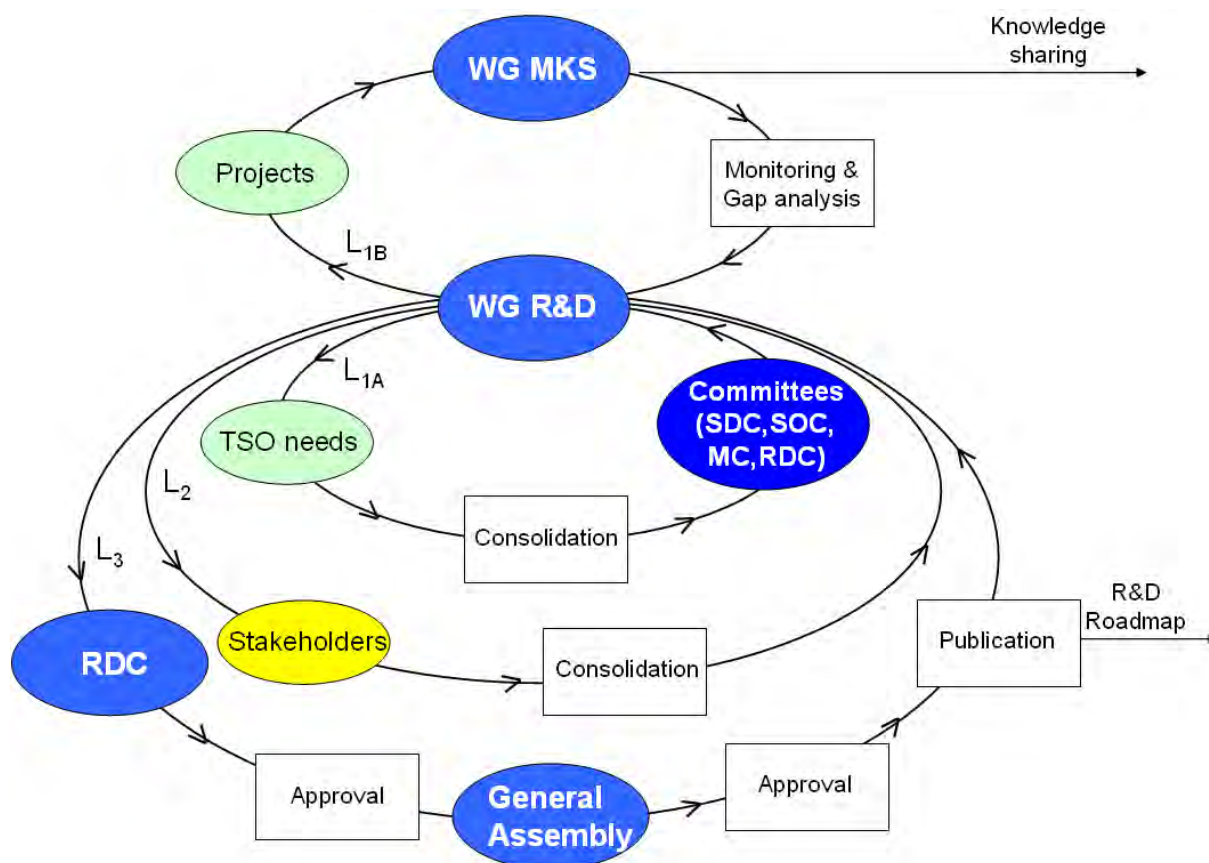 Knowledge
sharing
WG MKS
Projects
Monitoring &
Gap analysis
L1B
WG R&D
L1A
Committees
(SDC,SOC,
MC,RDC)
TSO needs
L2
Consolidation
L3
R&D
Roadmap
Stakeholders
Publication
RDC
Consolidation
Approval
General
Assembly
Approval